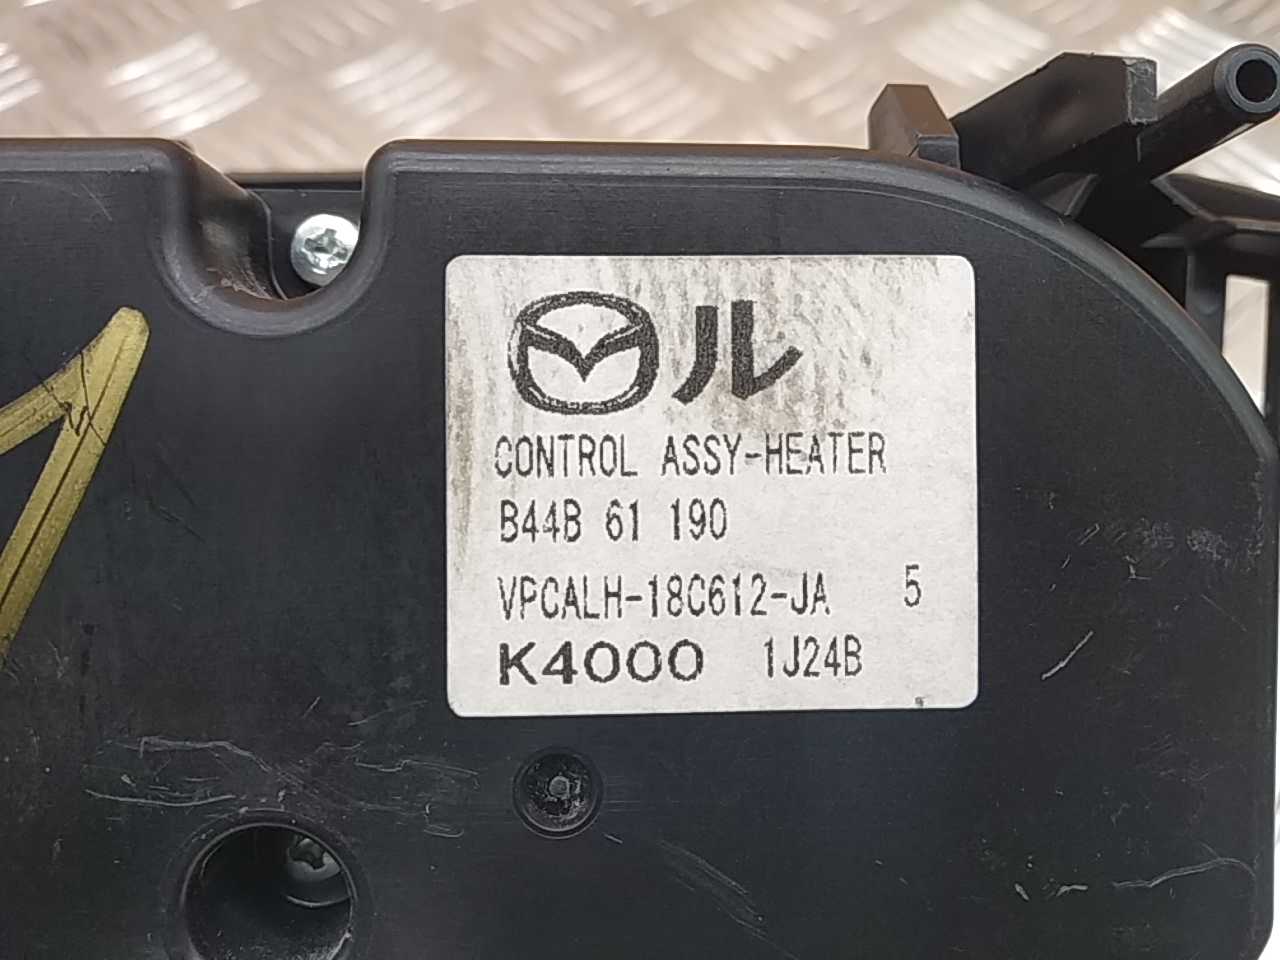 ル
CONTROL ASSY-HEATER
B44B 61 190
VPCALH-18C612-JA 5
K4000 1J24B